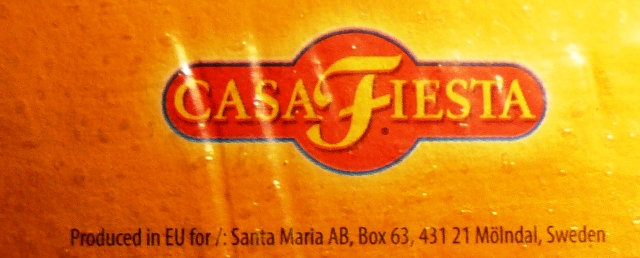 CASA FIESTA®
Produced in EU for /: Santa Maria AB, Box 63, 431 21 Mölndal, Sweden